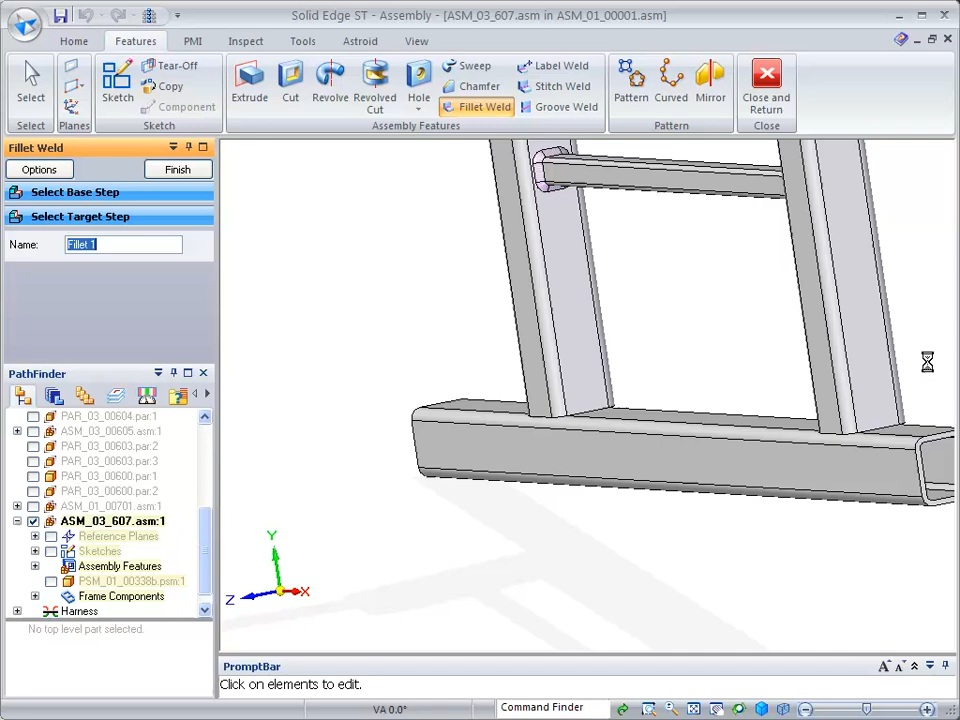 Solid Edge ST - Assembly - [ASM_03_607.asm in ASM_01_00001.asm]
Home
Features
PMI
Inspect
Tools
Astroid
View
Select
Sketch
Tear-Off
Copy
Component
Extrude
Cut
Revolve
Revolved Cut
Hole
Sweep
Chamfer
Fillet Weld
Label Weld
Stitch Weld
Groove Weld
Pattern
Curved
Mirror
Close and Return
Select
Planes
Sketch
Assembly Features
Pattern
Close
Fillet Weld
Options
Finish
Select Base Step
Select Target Step
Name:
Fillet 1
PathFinder
PAR_03_00604.par:1
ASM_03_00605.asm:1
PAR_03_00603.par:2
PAR_03_00603.par:3
PAR_03_00600.par:1
PAR_03_00600.par:2
ASM_01_00701.asm:1
ASM_03_607.asm:1
Reference Planes
Sketches
Assembly Features
PSM_01_00338b.psm:1
Frame Components
Harness
No top level part selected.
Y
Z
X
PromptBar
Click on elements to edit.
VA 0.0°
Command Finder